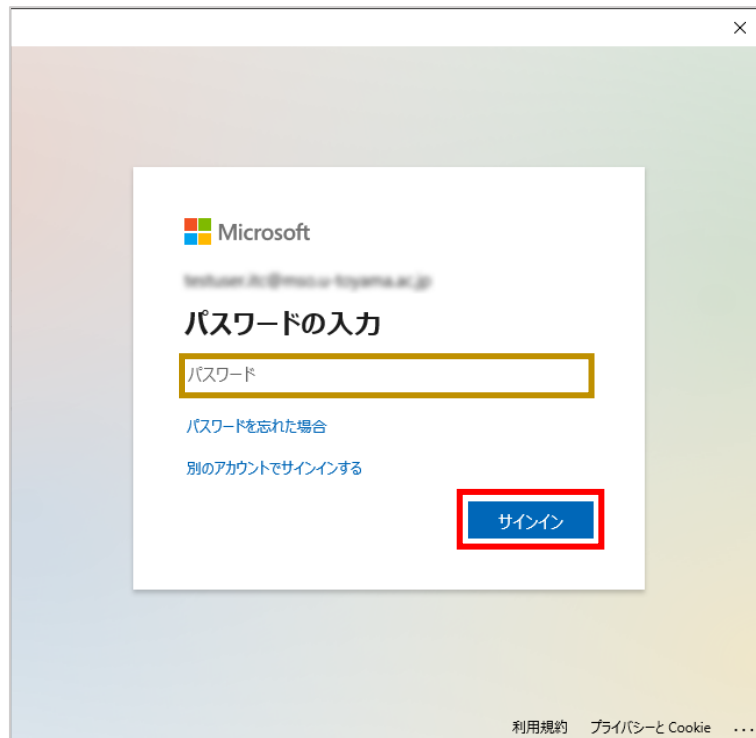 Microsoft
パスワードの入力
パスワード
パスワードを忘れた場合
別のアカウントでサインインする
サインイン
利用規約 プライバシーと Cookie ...